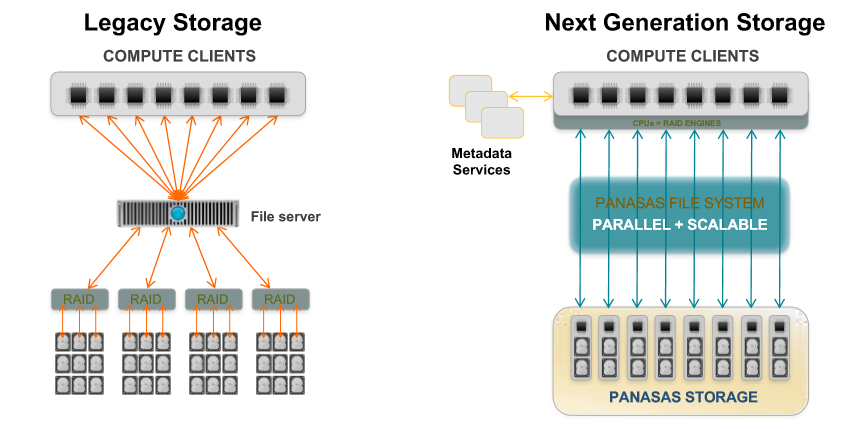 Legacy Storage
COMPUTE CLIENTS
File server
RAID
RAID
RAID
RAID
Next Generation Storage
COMPUTE CLIENTS
CPUs = RAID ENGINES
Metadata
Services
PANASAS FILE SYSTEM
PARALLEL + SCALABLE
PANASAS STORAGE